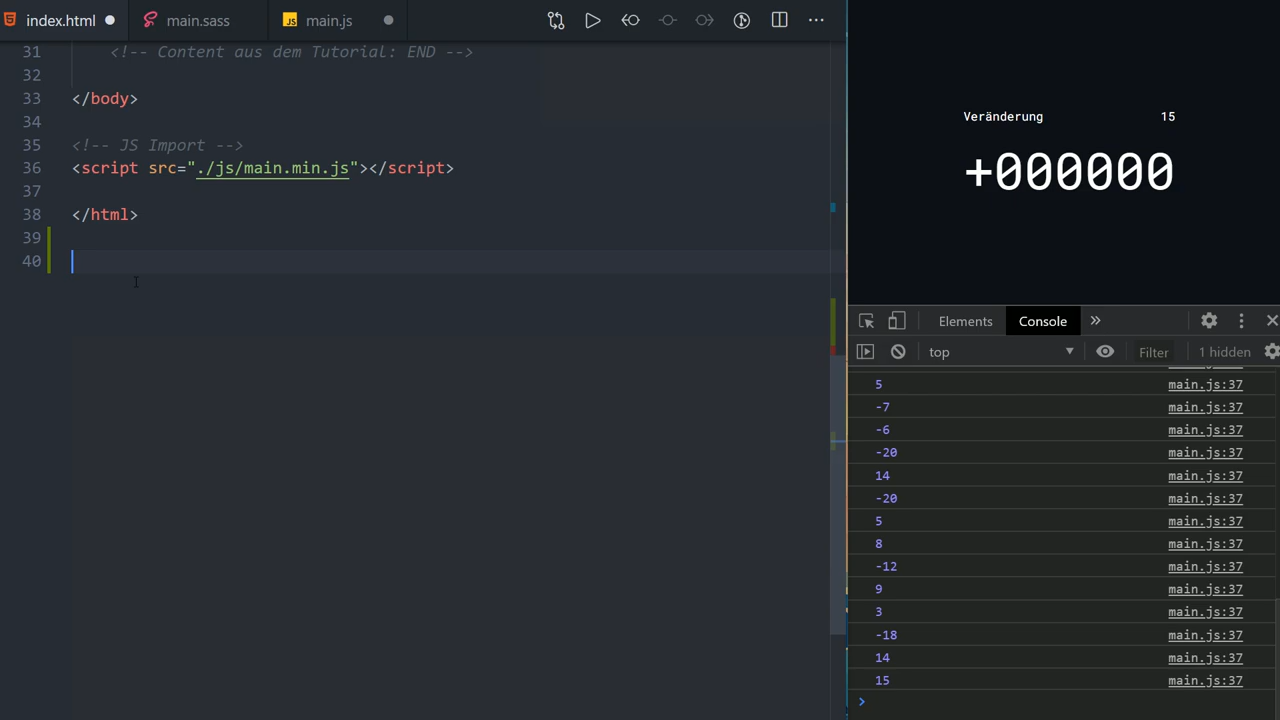 index.html
main.sass
JS main.js
31 <!-- Content aus dem Tutorial: END -->
32
33 </body>
34
35 <!-- JS Import -->
36 <script src="./js/main.min.js"></script>
37
38 </html>
39
40
Veränderung 15
+000000
Elements Console »
top Filter 1 hidden
5 main.js:37
-7 main.js:37
-6 main.js:37
-20 main.js:37
14 main.js:37
-20 main.js:37
5 main.js:37
8 main.js:37
-12 main.js:37
9 main.js:37
3 main.js:37
-18 main.js:37
14 main.js:37
15 main.js:37
>